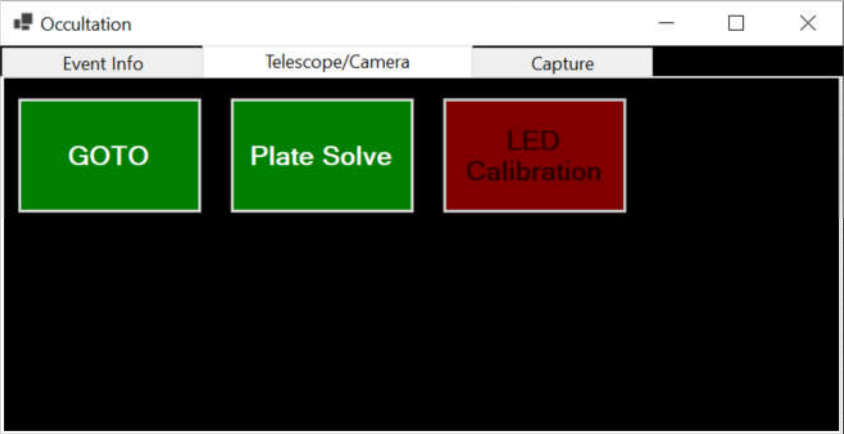 Occultation
Event Info
Telescope/Camera
Capture
GOTO
Plate Solve
LED
Calibration